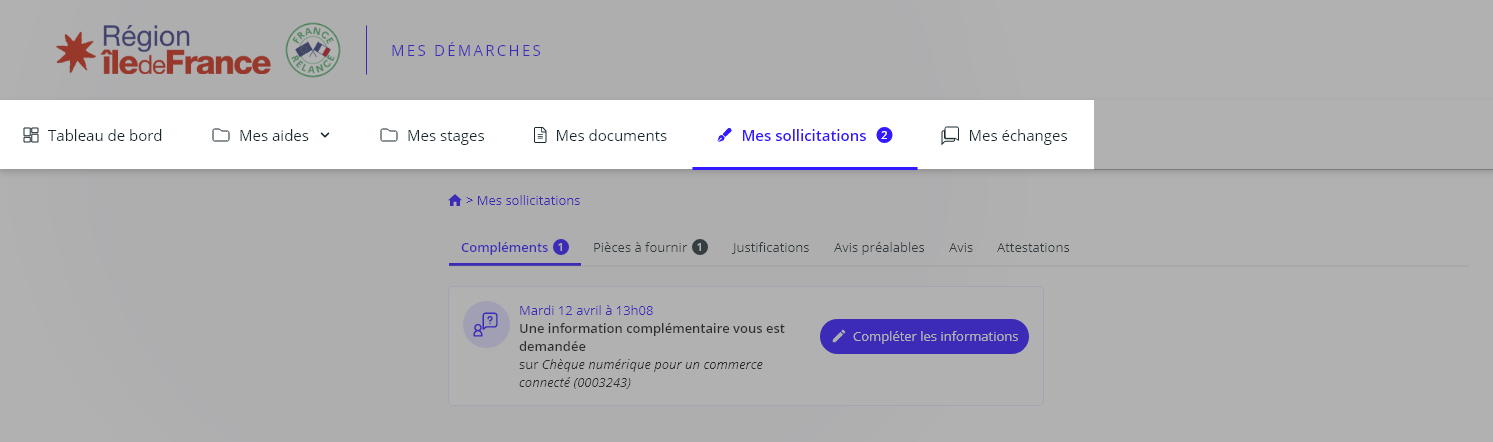 Région
îledeFrance
FRANCE
RELANCE
MES DÉMARCHES
Tableau de bord
Mes aides
Mes stages
Mes documents
Mes sollicitations 2
Mes échanges
> Mes sollicitations
Compléments 1
Pièces à fournir 1
Justifications
Avis préalables
Avis
Attestations
Mardi 12 avril à 13h08
Une information complémentaire vous est
demandée
sur Chèque numérique pour un commerce
connecté (0003243)
Compléter les informations